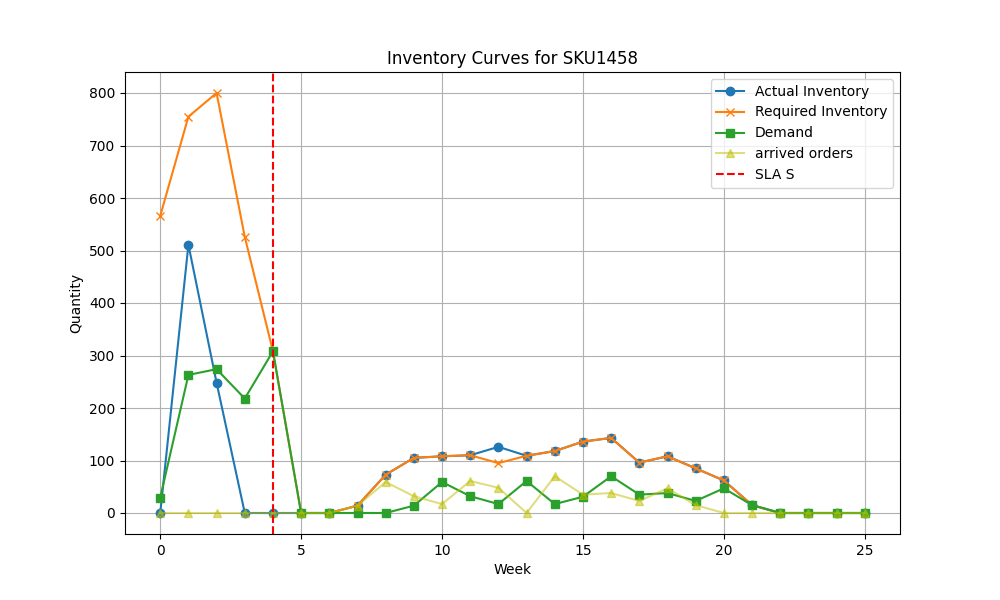 Inventory Curves for SKU1458
Actual Inventory
Required Inventory
Demand
arrived orders
SLA S
Quantity
800
700
600
500
400
300
200
100
0
0
5
10
15
20
25
Week